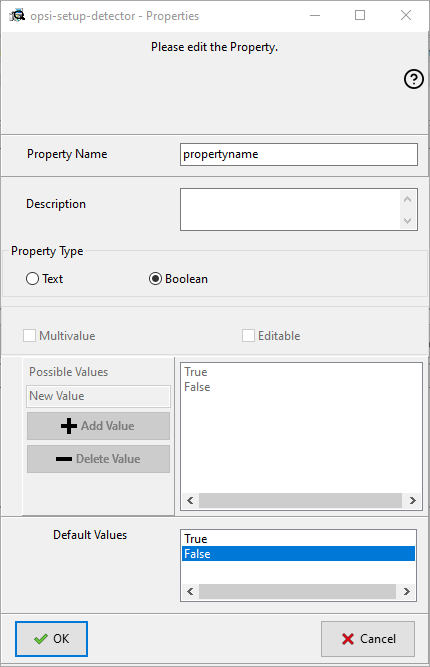 opsi-setup-detector - Properties
Please edit the Property.
Property Name
propertyname
Description
Property Type
Text
Boolean
Multivalue
Editable
Possible Values
New Value
Add Value
Delete Value
True
False
Default Values
True
False
OK
Cancel